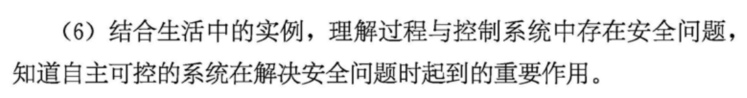 （6）结合生活中的实例，理解过程与控制系统中存在安全问题，
知道自主可控的系统在解决安全问题时起到的重要作用。